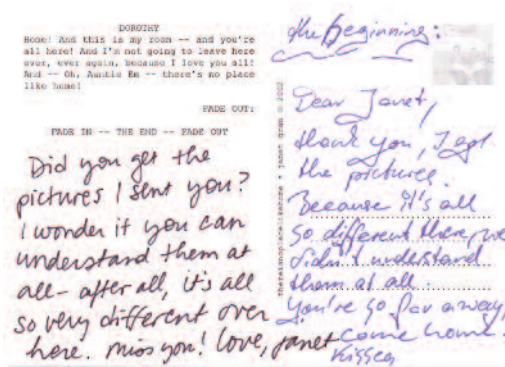 DOROTHY
Home! And this is my room -- and you're
all here! And I'm not going to leave here
ever, ever again, because I love you all!
And -- Oh, Auntie Em -- there's no place
like home!
FADE OUT:
FADE IN -- THE END -- FADE OUT
Did you get the
pictures I sent you?
I wonder if you can
understand them at
all - after all, it's all
so very different over
here. miss you! love, janet
thereisnoplacelikehome • janet gram © 2002
the beginning:
Dear Janet,
thank you, I got
the pictures.
Because it's all
so different there, we
didn't understand
them at all.
You're so far away,
come home.
Kisses